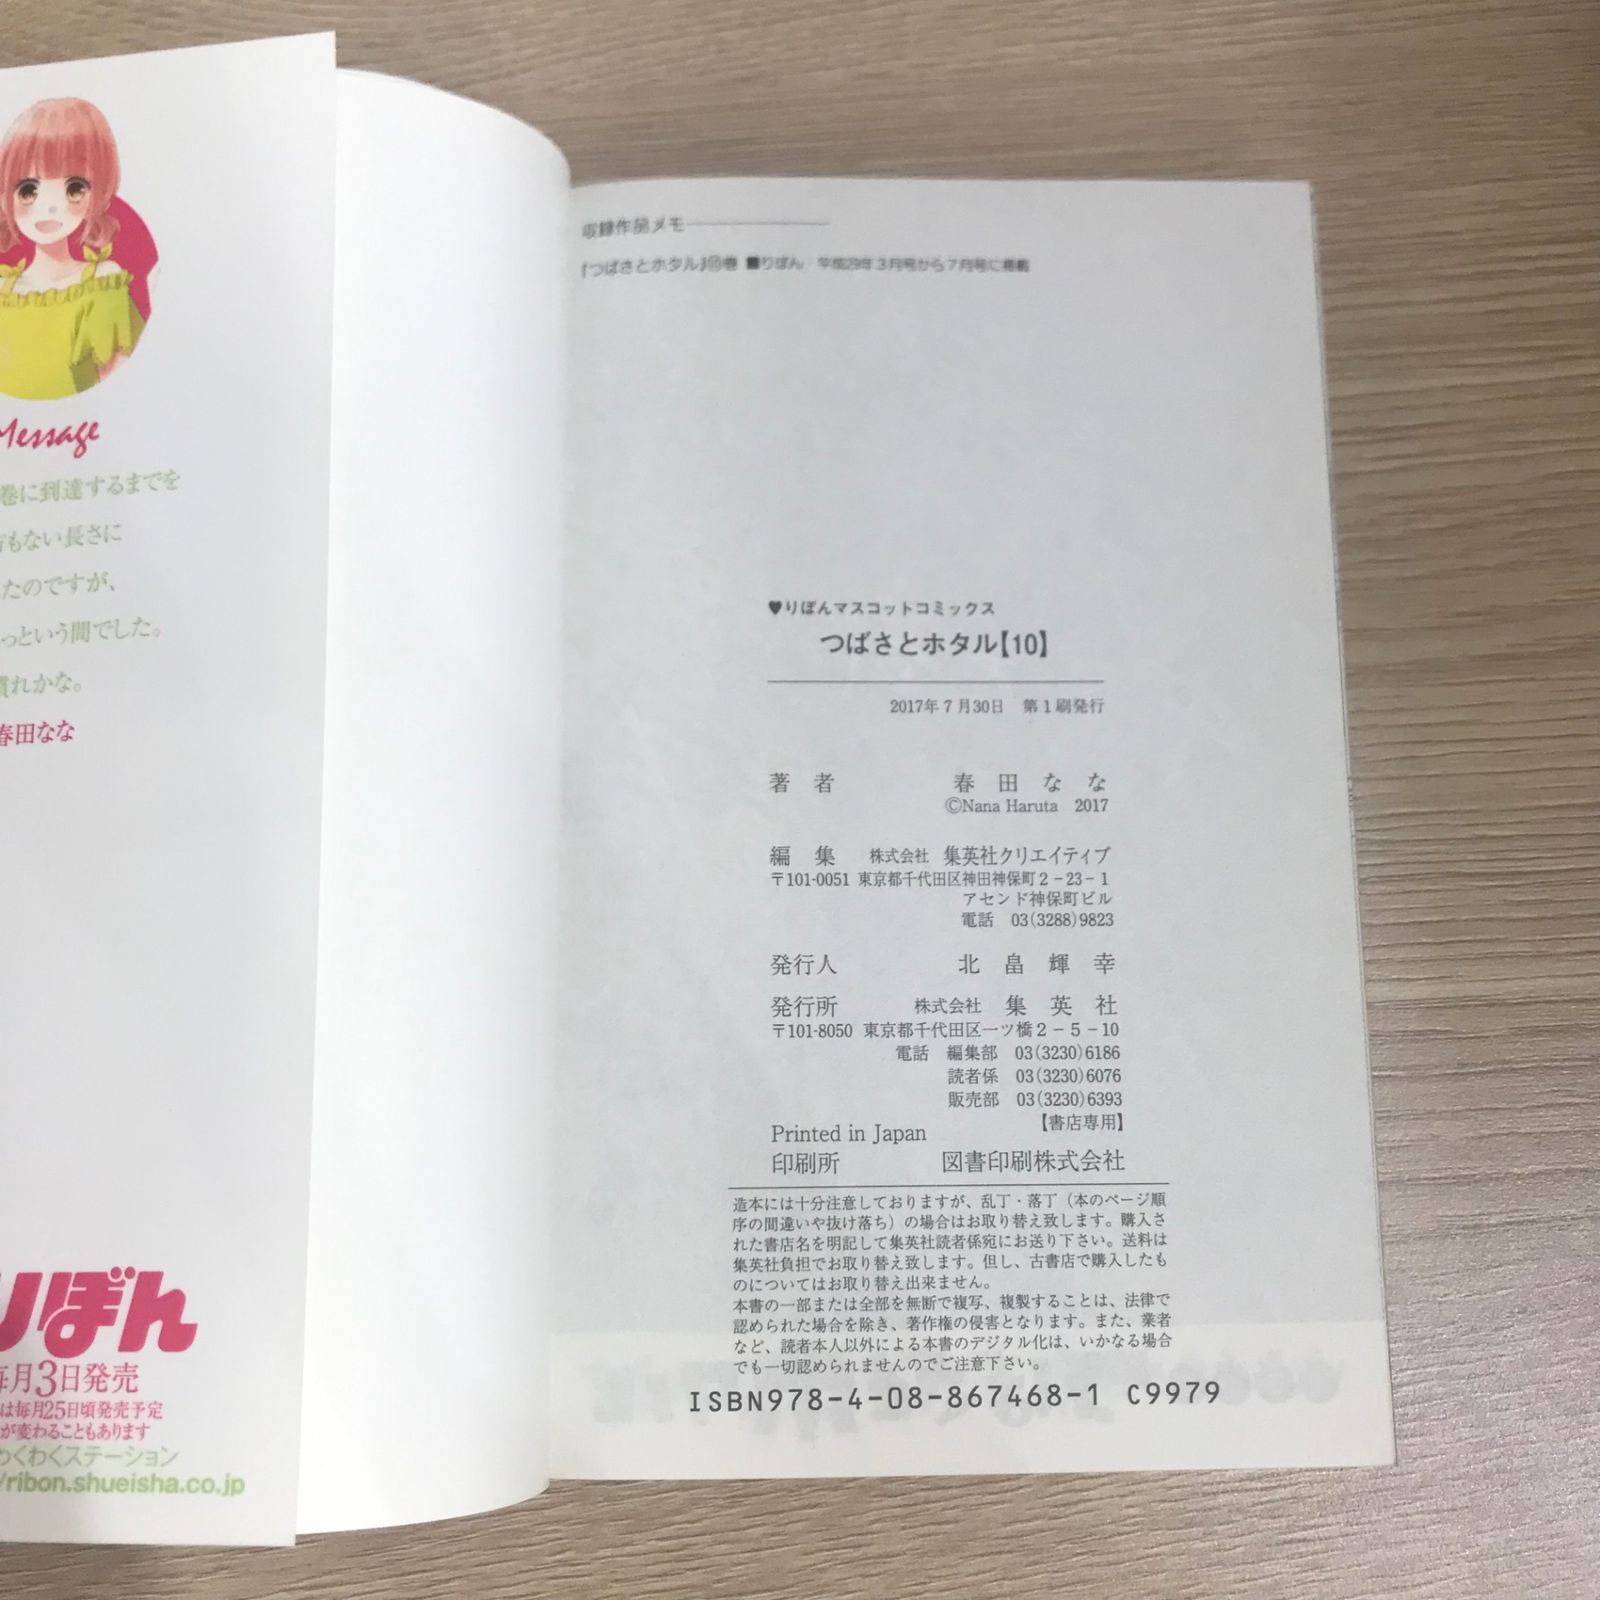 Message
巻に到達するまでを
方もない長さに
たのですが、
っという間でした。
慣れかな。
春田なな
りぼん
毎月3日発売
は毎月25日頃発売予定
が変わることもあります
わくわくステーション
/ribon.shueisha.co.jp
収録作品メモ
『つばさとホタル』⑩巻 ■りぼん 平成29年3月号から7月号に掲載
♥りぼんマスコットコミックス
つばさとホタル【10】
2017年7月30日 第1刷発行
著者 春田なな
©Nana Haruta 2017
編集 株式会社 集英社クリエイティブ
〒101-0051 東京都千代田区神田神保町2-23-1
アセンド神保町ビル
電話 03(3288)9823
発行人 北畠輝幸
発行所 株式会社 集英社
〒101-8050 東京都千代田区一ツ橋2-5-10
電話 編集部 03(3230)6186
読者係 03(3230)6076
販売部 03(3230)6393
【書店専用】
Printed in Japan
印刷所 図書印刷株式会社
造本には十分注意しておりますが、乱丁・落丁（本のページ順
序の間違いや抜け落ち）の場合はお取り替え致します。購入さ
れた書店名を明記して集英社読者係宛にお送り下さい。送料は
集英社負担でお取り替え致します。但し、古書店で購入したも
のについてはお取り替え出来ません。
本書の一部または全部を無断で複写、複製することは、法律で
認められた場合を除き、著作権の侵害となります。また、業者
など、読者本人以外による本書のデジタル化は、いかなる場合
でも一切認められませんのでご注意下さい。
ISBN978-4-08-867468-1 C9979